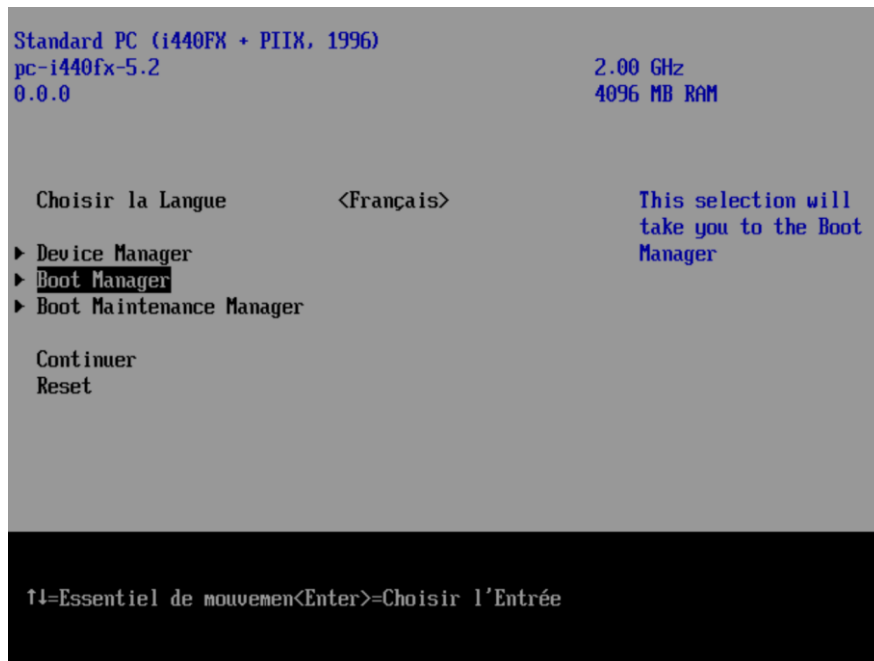 Standard PC (i440FX + PIIX, 1996)
pc-i440fx-5.2 2.00 GHz
0.0.0 4096 MB RAM
Choisir la Langue <Français> This selection will
take you to the Boot
▶ Device Manager Manager
▶ Boot Manager
▶ Boot Maintenance Manager
Continuer
Reset
↑↓=Essentiel de mouvemen<Enter>=Choisir l'Entrée